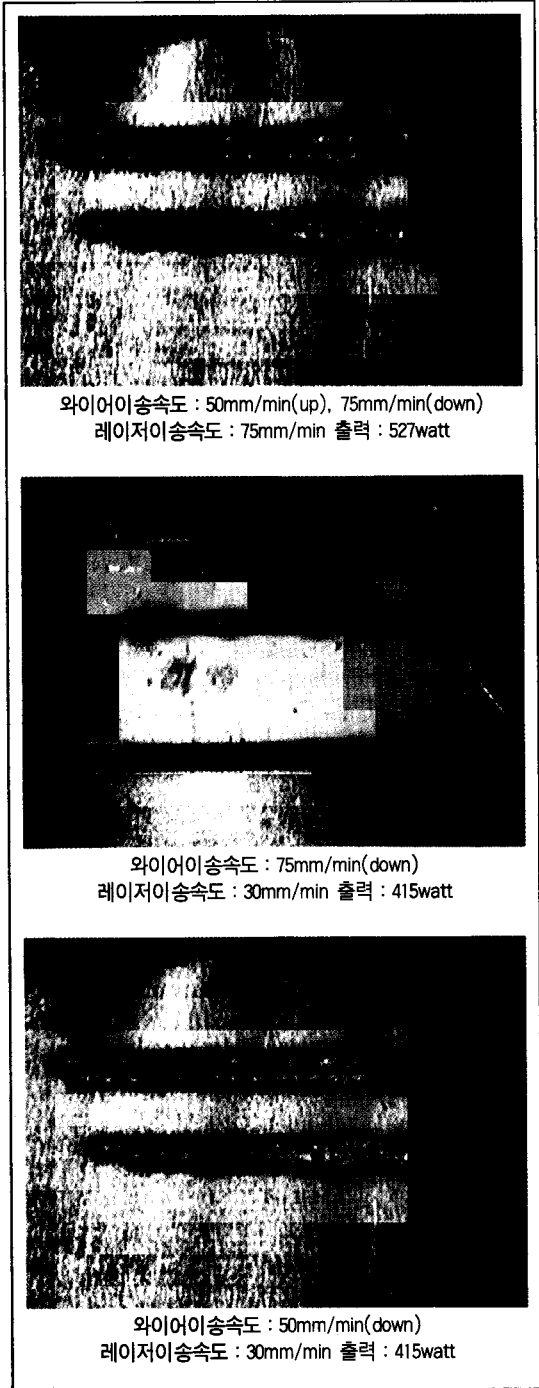 와이어이송속도 : 50mm/min(up), 75mm/min(down)
레이저이송속도 : 75mm/min 출력 : 527watt
와이어이송속도 : 75mm/min(down)
레이저이송속도 : 30mm/min 출력 : 415watt
와이어이송속도 : 50mm/min(down)
레이저이송속도 : 30mm/min 출력 : 415watt